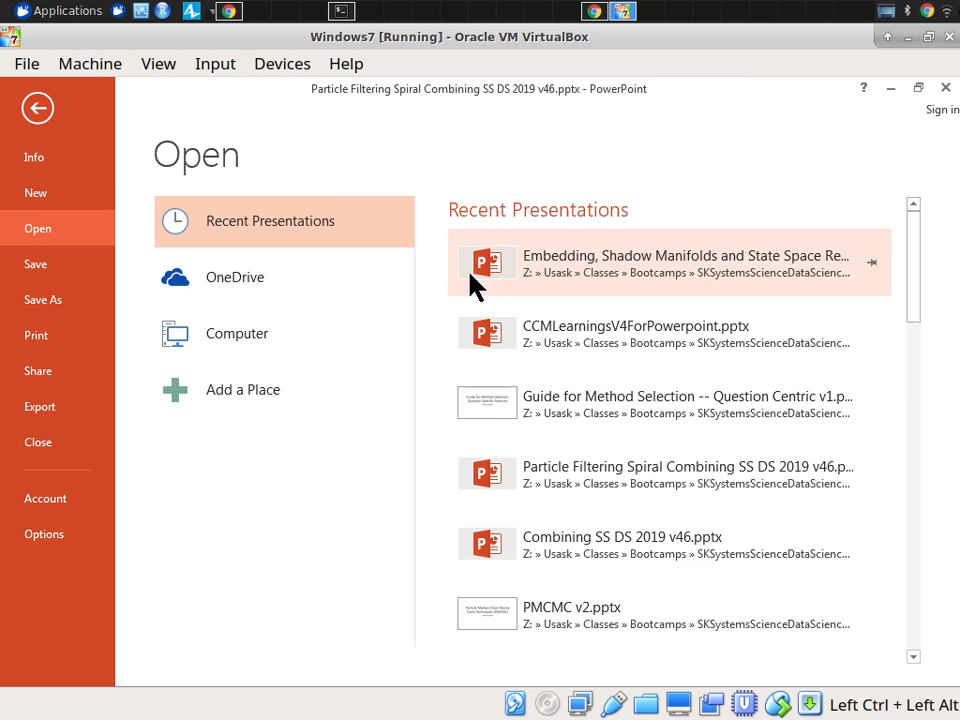 Applications
Windows7 [Running] - Oracle VM VirtualBox
File Machine View Input Devices Help
Particle Filtering Spiral Combining SS DS 2019 v46.pptx - PowerPoint
?
Sign in
Info
New
Open
Save
Save As
Print
Share
Export
Close
Account
Options
Open
Recent Presentations
OneDrive
Computer
Add a Place
Recent Presentations
Embedding, Shadow Manifolds and State Space Re...
Z: » Usask » Classes » Bootcamps » SKSystemsScienceDataScienc...
CCMLearningsV4ForPowerpoint.pptx
Z: » Usask » Classes » Bootcamps » SKSystemsScienceDataScienc...
Guide for Method Selection -- Question Centric v1.p...
Z: » Usask » Classes » Bootcamps » SKSystemsScienceDataScienc...
Particle Filtering Spiral Combining SS DS 2019 v46.p...
Z: » Usask » Classes » Bootcamps » SKSystemsScienceDataScienc...
Combining SS DS 2019 v46.pptx
Z: » Usask » Classes » Bootcamps » SKSystemsScienceDataScienc...
PMCMC v2.pptx
Z: » Usask » Classes » Bootcamps » SKSystemsScienceDataScienc...
Left Ctrl + Left Alt